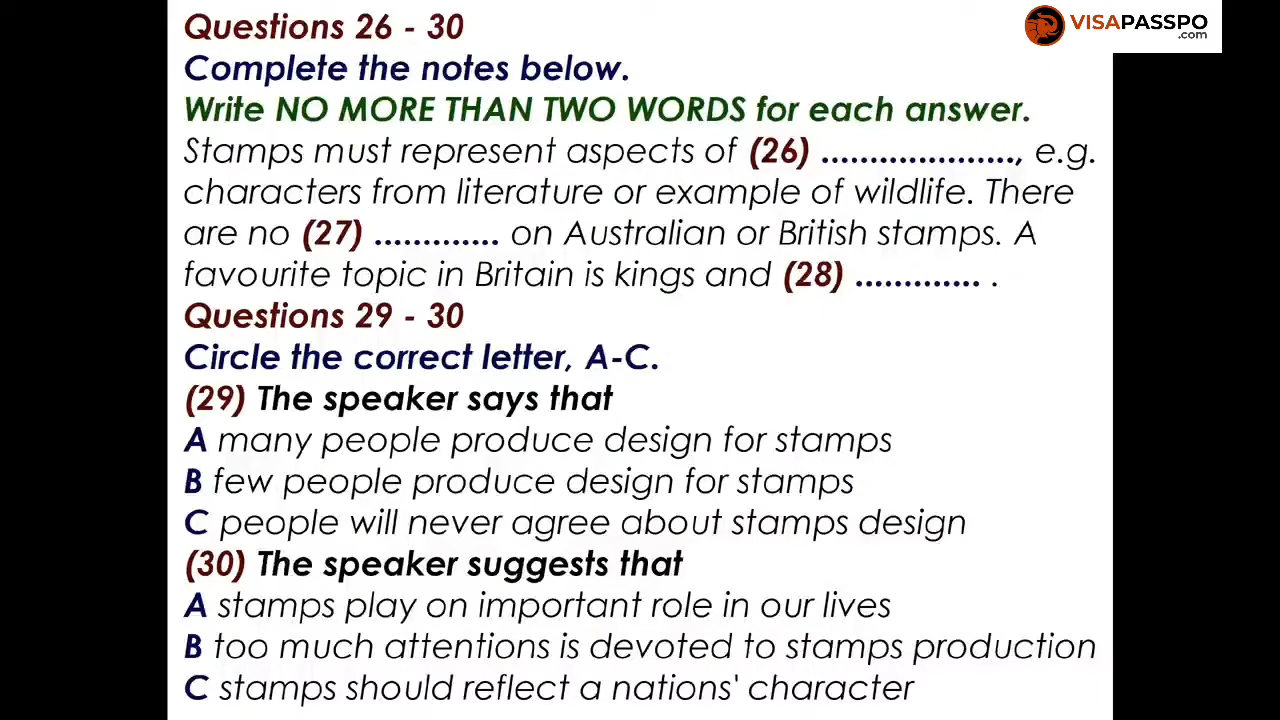 Questions 26 - 30
VISAPASSPO
.com
Complete the notes below.
Write NO MORE THAN TWO WORDS for each answer.
Stamps must represent aspects of (26) ....................., e.g.
characters from literature or example of wildlife. There
are no (27) ............. on Australian or British stamps. A
favourite topic in Britain is kings and (28) ............. .
Questions 29 - 30
Circle the correct letter, A-C.
(29) The speaker says that
A many people produce design for stamps
B few people produce design for stamps
C people will never agree about stamps design
(30) The speaker suggests that
A stamps play on important role in our lives
B too much attentions is devoted to stamps production
C stamps should reflect a nations' character